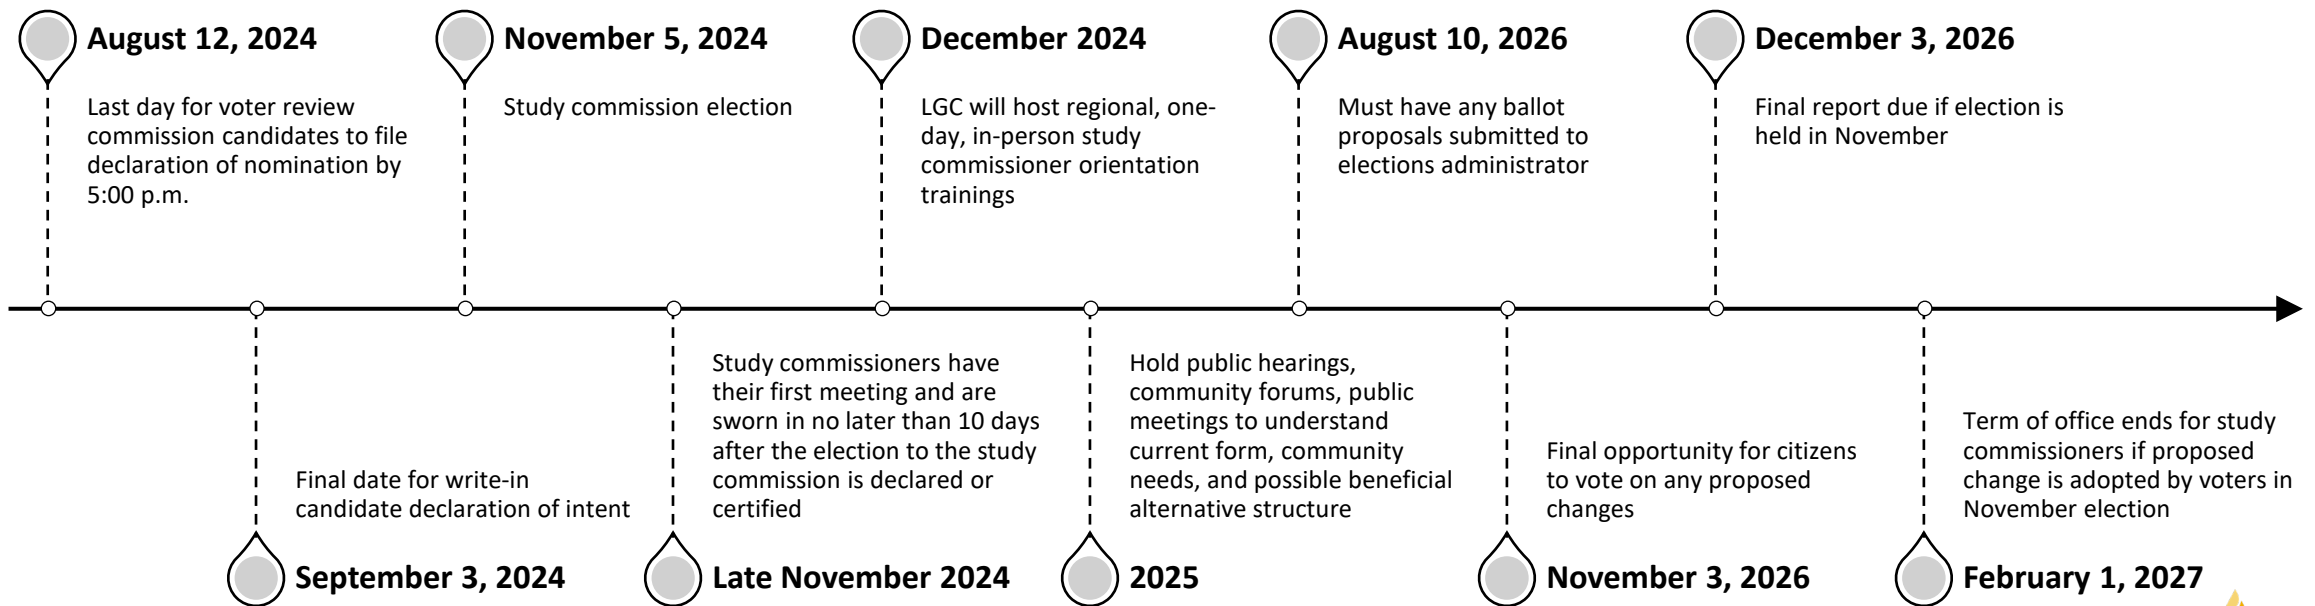 August 12, 2024
Last day for voter review
commission candidates to file
declaration of nomination by
5:00 p.m.
Final date for write-in
candidate declaration of intent
September 3, 2024
November 5, 2024
Study commission election
Study commissioners have
their first meeting and are
sworn in no later than 10 days
after the election to the study
commission is declared or
certified
Late November 2024
December 2024
LGC will host regional, one-
day, in-person study
commissioner orientation
trainings
Hold public hearings,
community forums, public
meetings to understand
current form, community
needs, and possible beneficial
alternative structure
2025
August 10, 2026
Must have any ballot
proposals submitted to
elections administrator
Final opportunity for citizens
to vote on any proposed
changes
November 3, 2026
December 3, 2026
Final report due if election is
held in November
Term of office ends for study
commissioners if proposed
change is adopted by voters in
November election
February 1, 2027